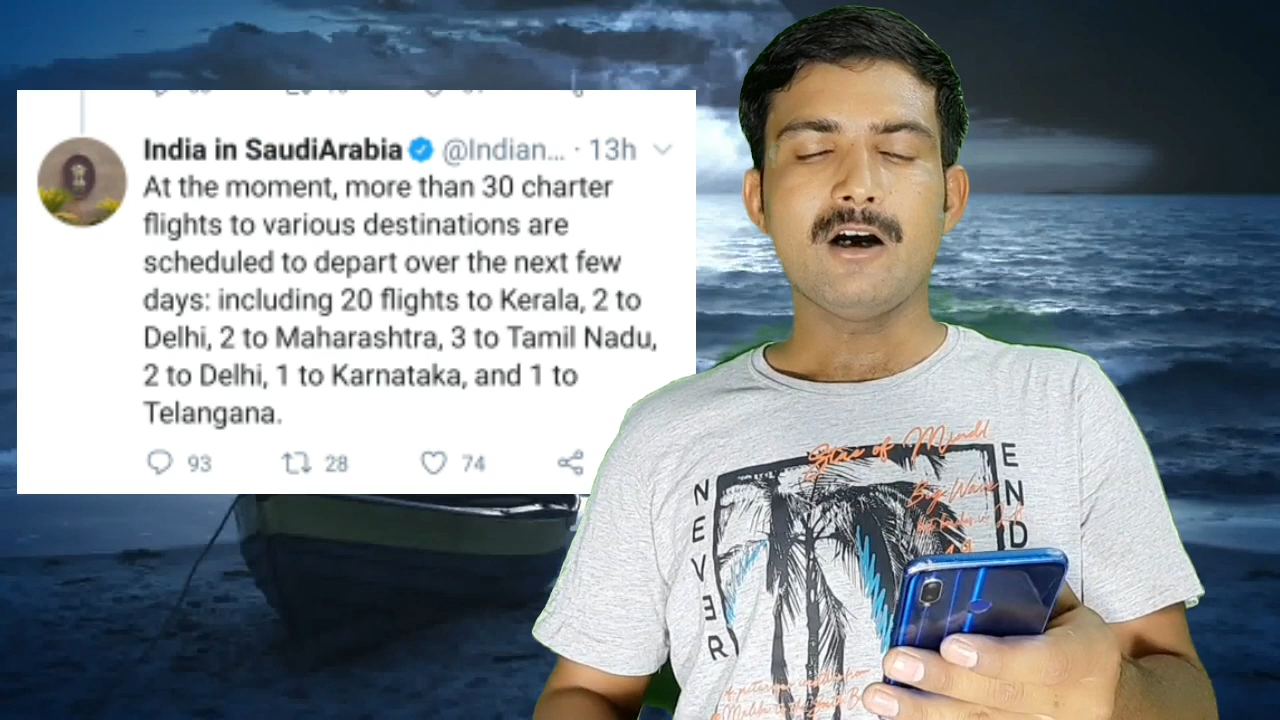 India in SaudiArabia @Indian... · 13h
At the moment, more than 30 charter
flights to various destinations are
scheduled to depart over the next few
days: including 20 flights to Kerala, 2 to
Delhi, 2 to Maharashtra, 3 to Tamil Nadu,
2 to Delhi, 1 to Karnataka, and 1 to
Telangana.
93 28 74
NEVER
END